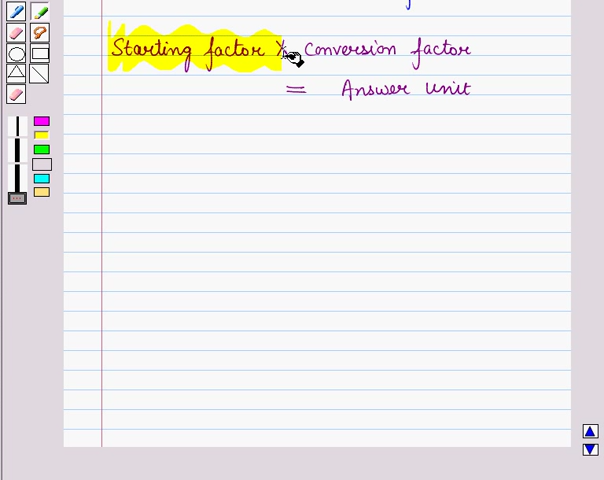 Starting factor × Conversion factor
= Answer unit